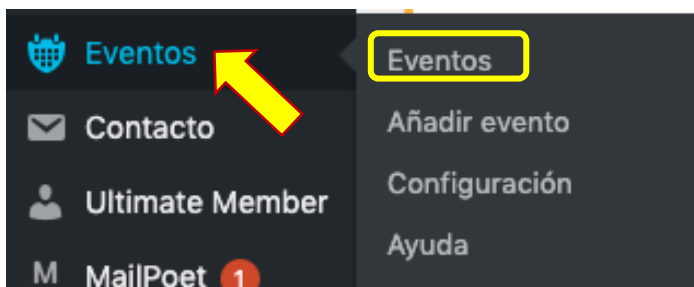 Eventos
Contacto
Ultimate Member
M MailPoet 1
Eventos
Añadir evento
Configuración
Ayuda